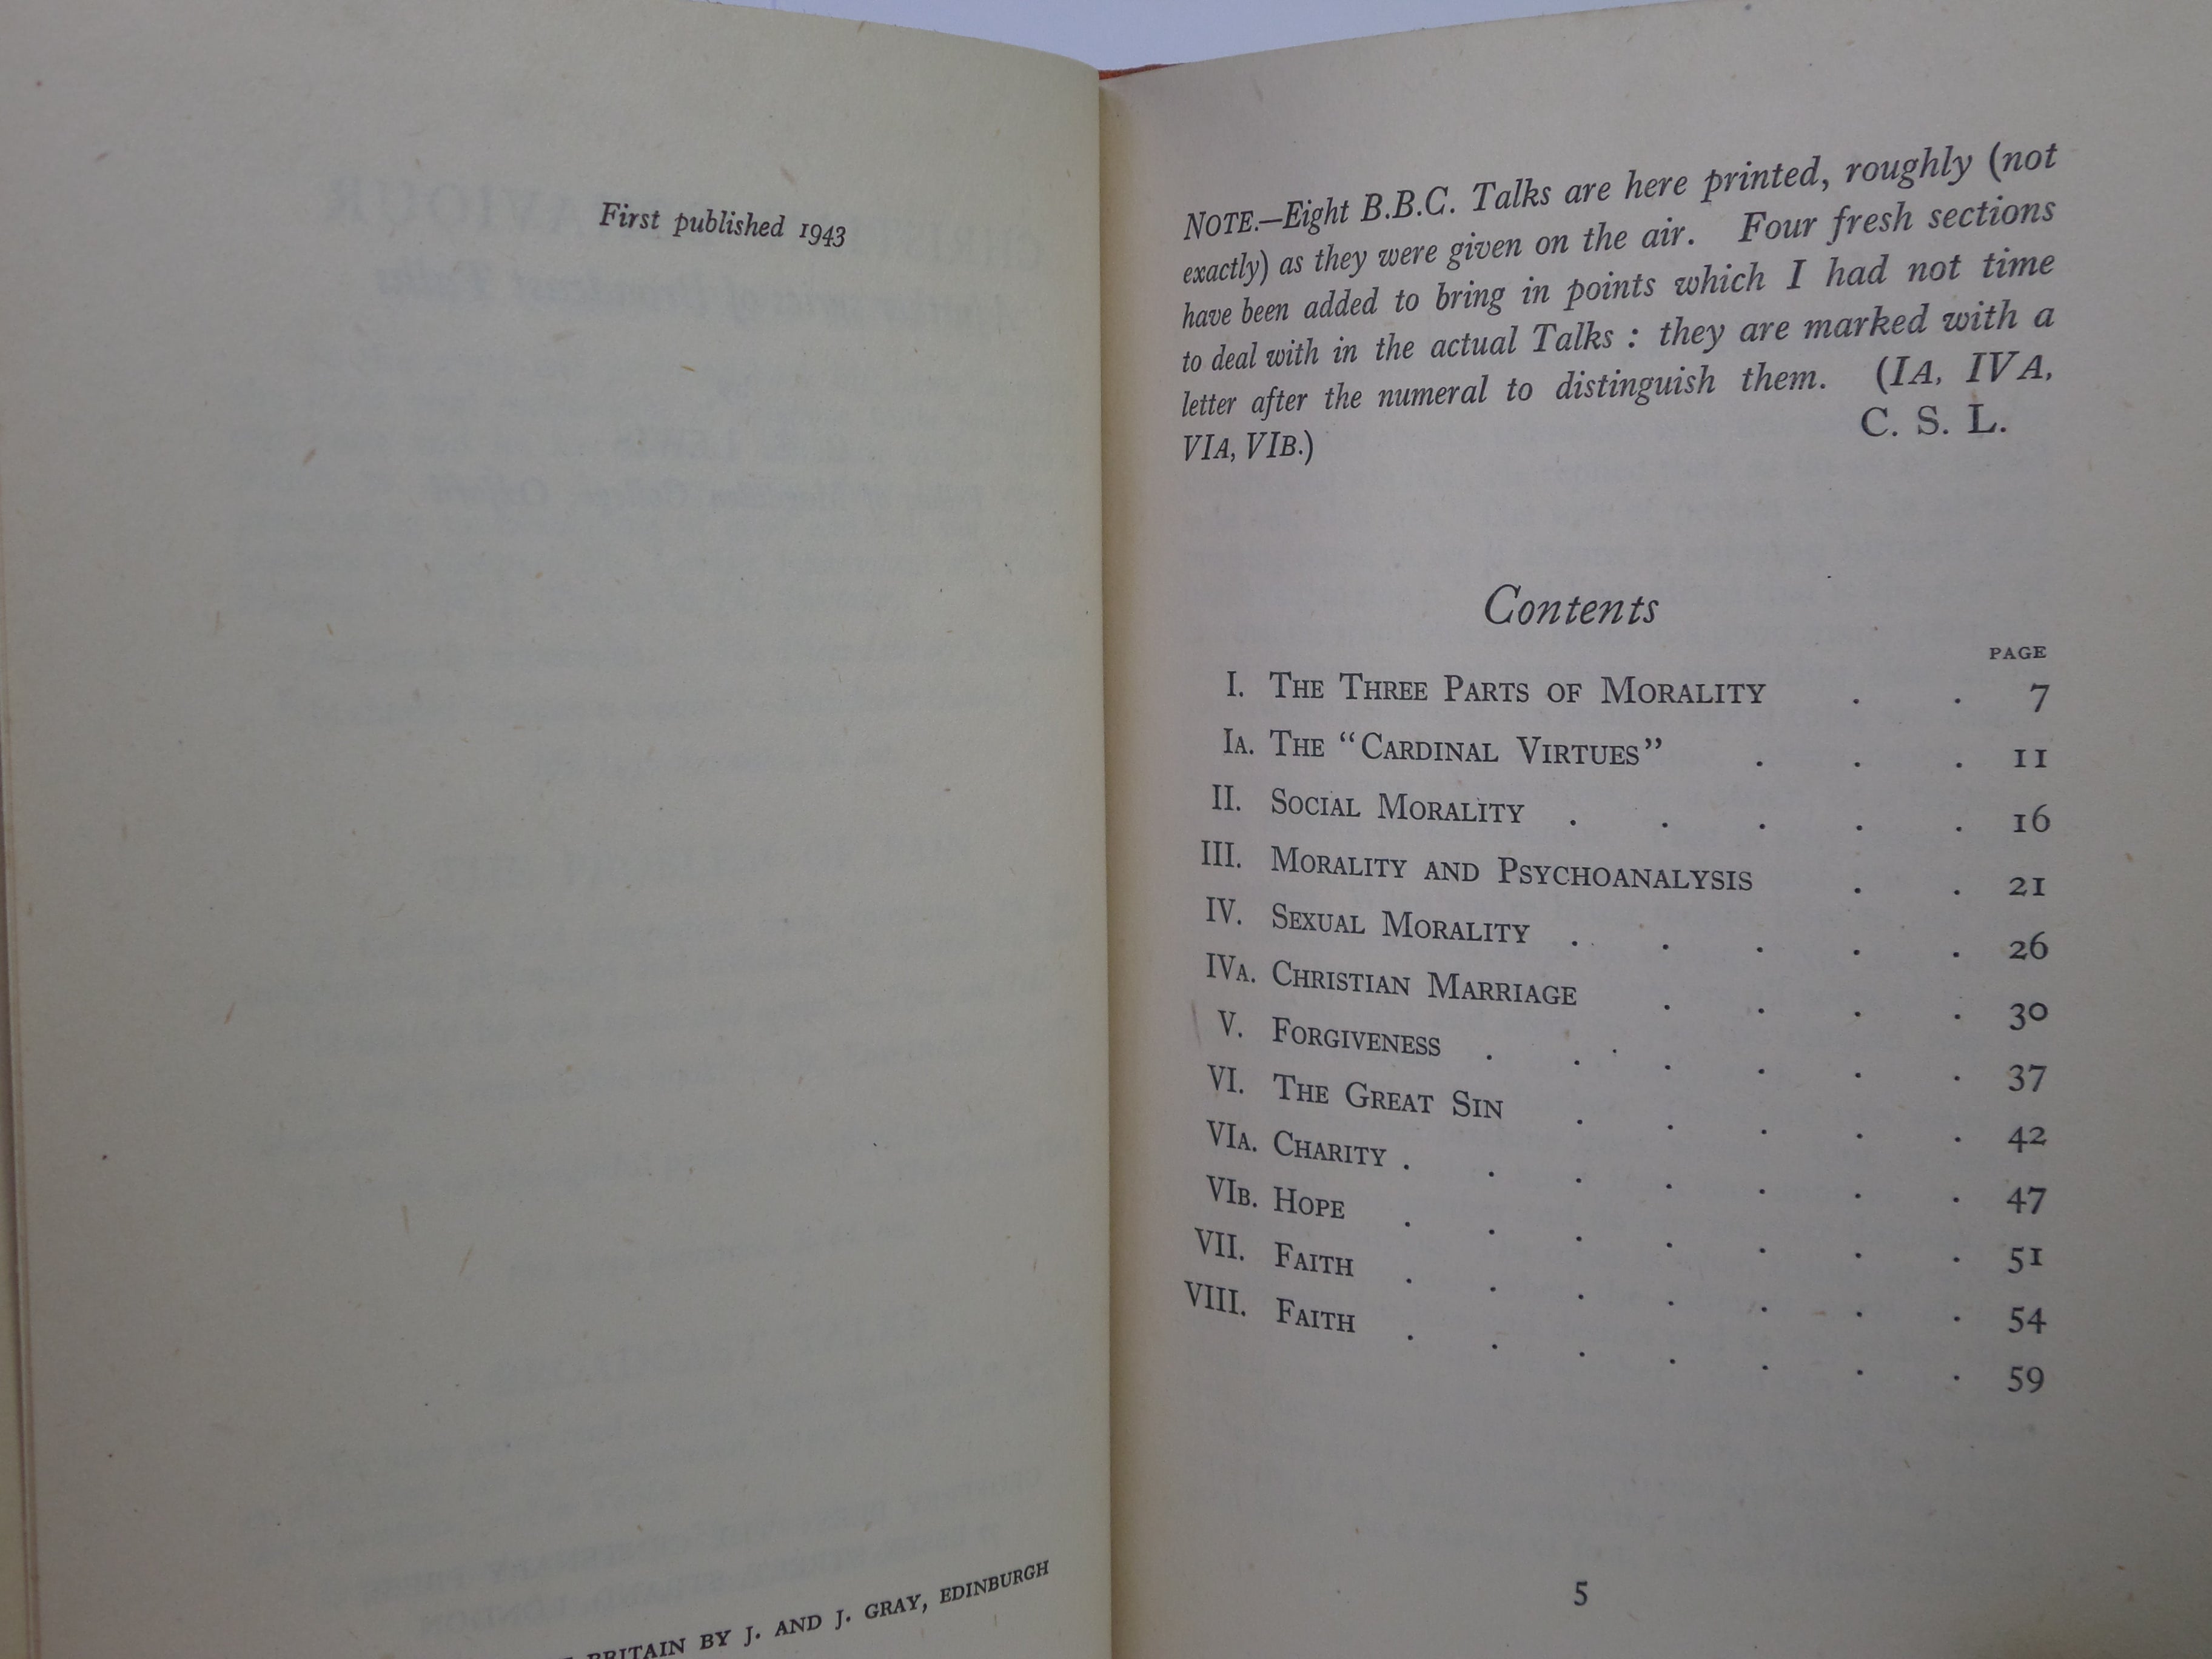 First published 1943
BRITAIN BY J. AND J. GRAY, EDINBURGH
NOTE.—Eight B.B.C. Talks are here printed, roughly (not
exactly) as they were given on the air. Four fresh sections
have been added to bring in points which I had not time
to deal with in the actual Talks : they are marked with a
letter after the numeral to distinguish them. (IA, IVA,
VIA, VIB.)
C. S. L.
Contents
PAGE
I. THE THREE PARTS OF MORALITY . . 7
IA. THE “CARDINAL VIRTUES” . . . 11
II. SOCIAL MORALITY . . . . . 16
III. MORALITY AND PSYCHOANALYSIS . . 21
IV. SEXUAL MORALITY . . . . . 26
IVA. CHRISTIAN MARRIAGE . . . . 30
V. FORGIVENESS . . . . . . 37
VI. THE GREAT SIN . . . . . 42
VIA. CHARITY . . . . . . . 47
VIB. HOPE . . . . . . . 51
VII. FAITH . . . . . . . 54
VIII. FAITH . . . . . . . 59
5